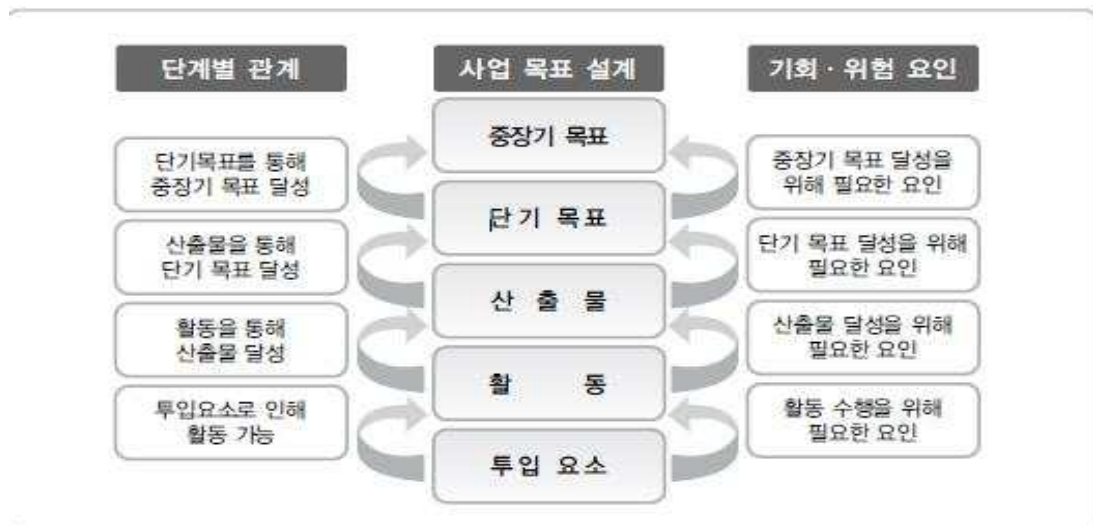 단계별 관계
사업 목표 설계
기회·위험 요인
중장기 목표
단기목표를 통해
중장기 목표 달성
중장기 목표 달성을
위해 필요한 요인
단기 목표
산출물을 통해
단기 목표 달성
단기 목표 달성을 위해
필요한 요인
산 출 물
활동을 통해
산출물 달성
산출물 달성을 위해
필요한 요인
활 동
투입요소로 인해
활동 가능
활동 수행을 위해
필요한 요인
투입 요소